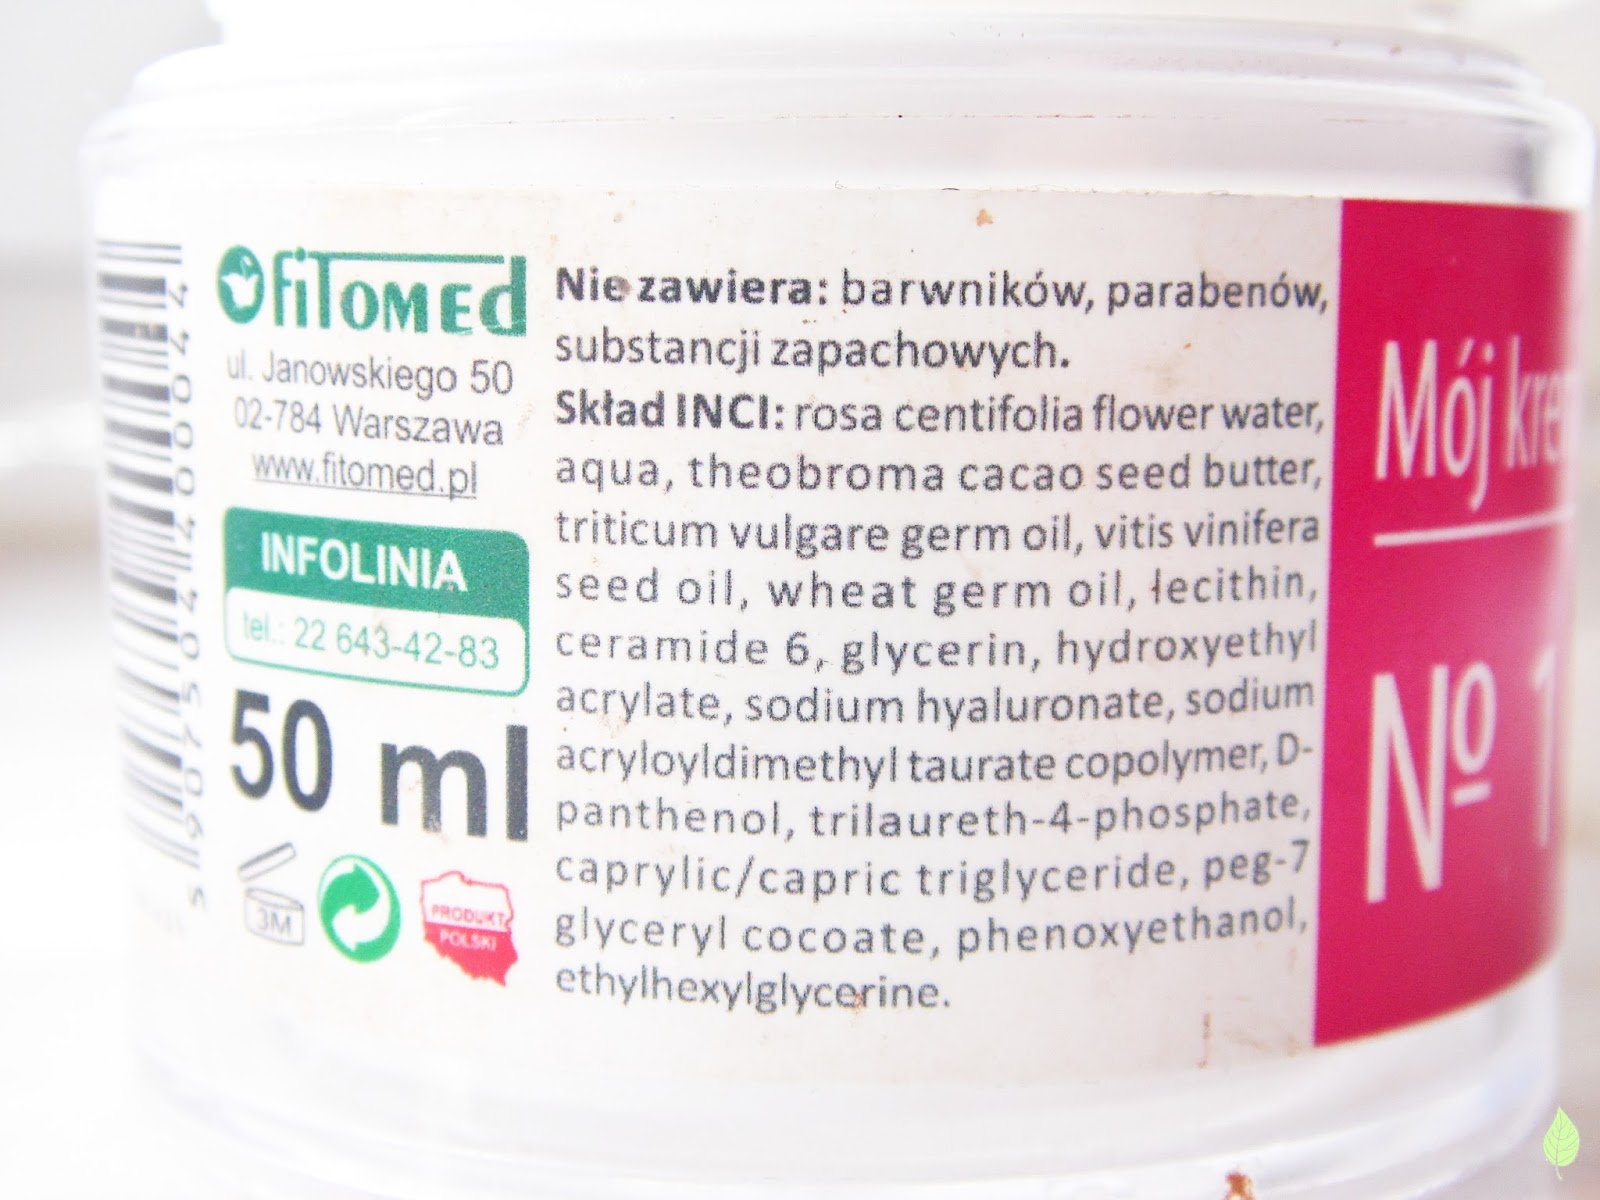 fitomed
ul. Janowskiego 50
02-784 Warszawa
www.fitomed.pl
INFOLINIA
tel.: 22 643-42-83
50 ml
3M
PRODUKT
POLSKI
Nie zawiera: barwników, parabenów,
substancji zapachowych.
Skład INCI: rosa centifolia flower water,
aqua, theobroma cacao seed butter,
triticum vulgare germ oil, vitis vinifera
seed oil, wheat germ oil, lecithin,
ceramide 6, glycerin, hydroxyethyl
acrylate, sodium hyaluronate, sodium
acryloyldimethyl taurate copolymer, D-
panthenol, trilaureth-4-phosphate,
caprylic/capric triglyceride, peg-7
glyceryl cocoate, phenoxyethanol,
ethylhexylglycerine.
Mój kre
Nº 1